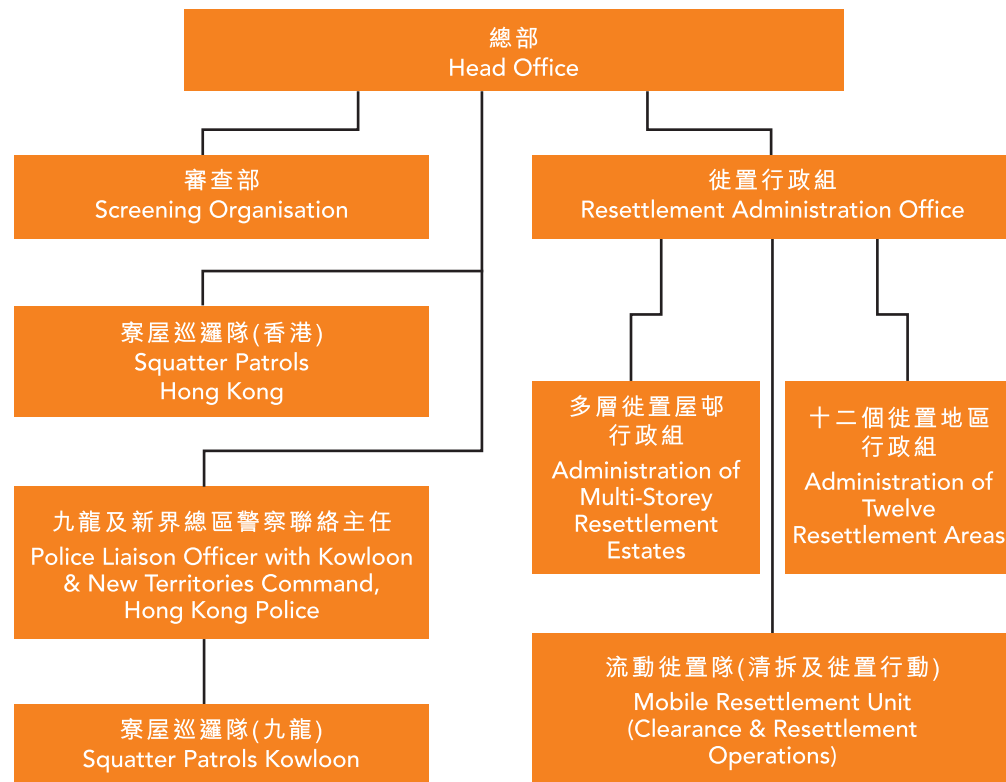 總部
Head Office
審查部
Screening Organisation
徙置行政組
Resettlement Administration Office
寮屋巡邏隊(香港)
Squatter Patrols
Hong Kong
多層徙置屋邨
行政組
Administration of
Multi-Storey
Resettlement
Estates
十二個徙置地區
行政組
Administration of
Twelve
Resettlement Areas
九龍及新界總區警察聯絡主任
Police Liaison Officer with Kowloon
& New Territories Command,
Hong Kong Police
流動徙置隊(清拆及徙置行動)
Mobile Resettlement Unit
(Clearance & Resettlement
Operations)
寮屋巡邏隊(九龍)
Squatter Patrols Kowloon